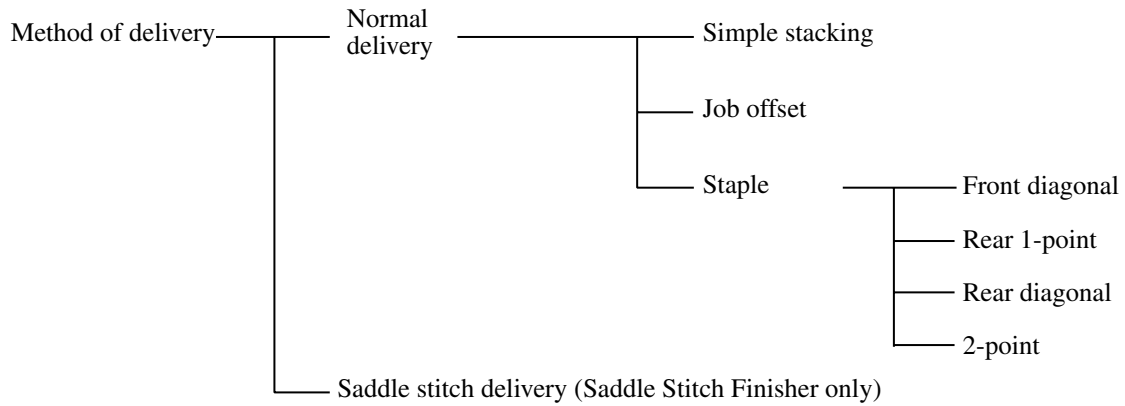 Method of delivery
Normal
delivery
Simple stacking
Job offset
Staple
Front diagonal
Rear 1-point
Rear diagonal
2-point
Saddle stitch delivery (Saddle Stitch Finisher only)